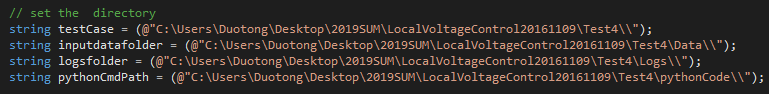 // set the  directory
string testCase = (@"C:\Users\Duotong\Desktop\2019SUM\LocalVoltageControl20161109\Test4\\");
string inputdatafolder = (@"C:\Users\Duotong\Desktop\2019SUM\LocalVoltageControl20161109\Test4\Data\\");
string logsfolder = (@"C:\Users\Duotong\Desktop\2019SUM\LocalVoltageControl20161109\Test4\Logs\\");
string pythonCmdPath = (@"C:\Users\Duotong\Desktop\2019SUM\LocalVoltageControl20161109\Test4\pythonCode\\");